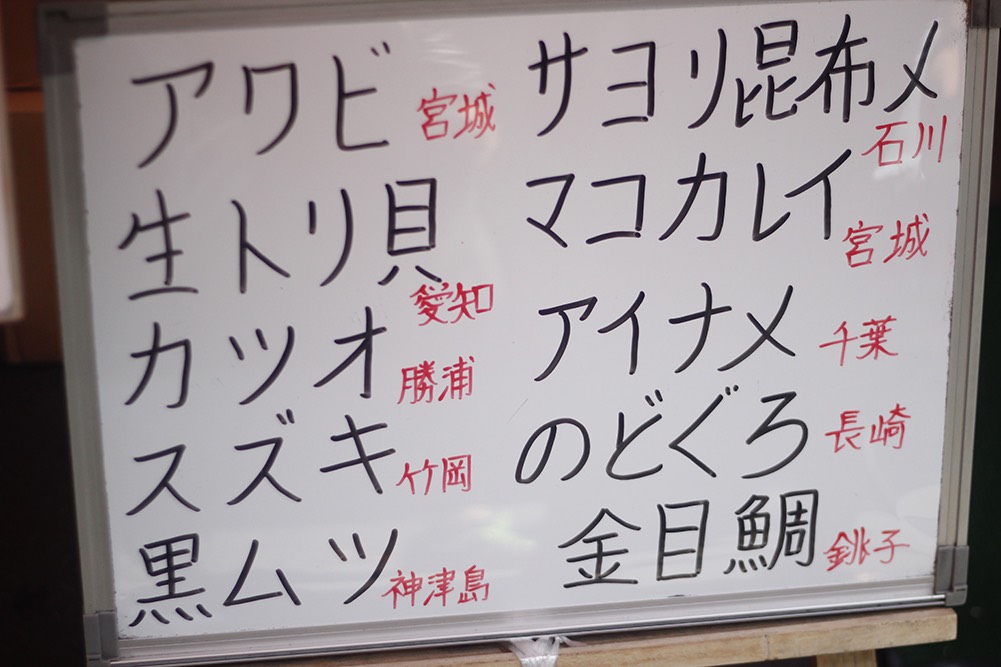 アワビ 宮城
生トリ貝 愛知
カツオ 勝浦
スズキ 竹岡
黒ムツ 神津島
サヨリ昆布〆 石川
マコカレイ 宮城
アイナメ 千葉
のどぐろ 長崎
金目鯛 銚子